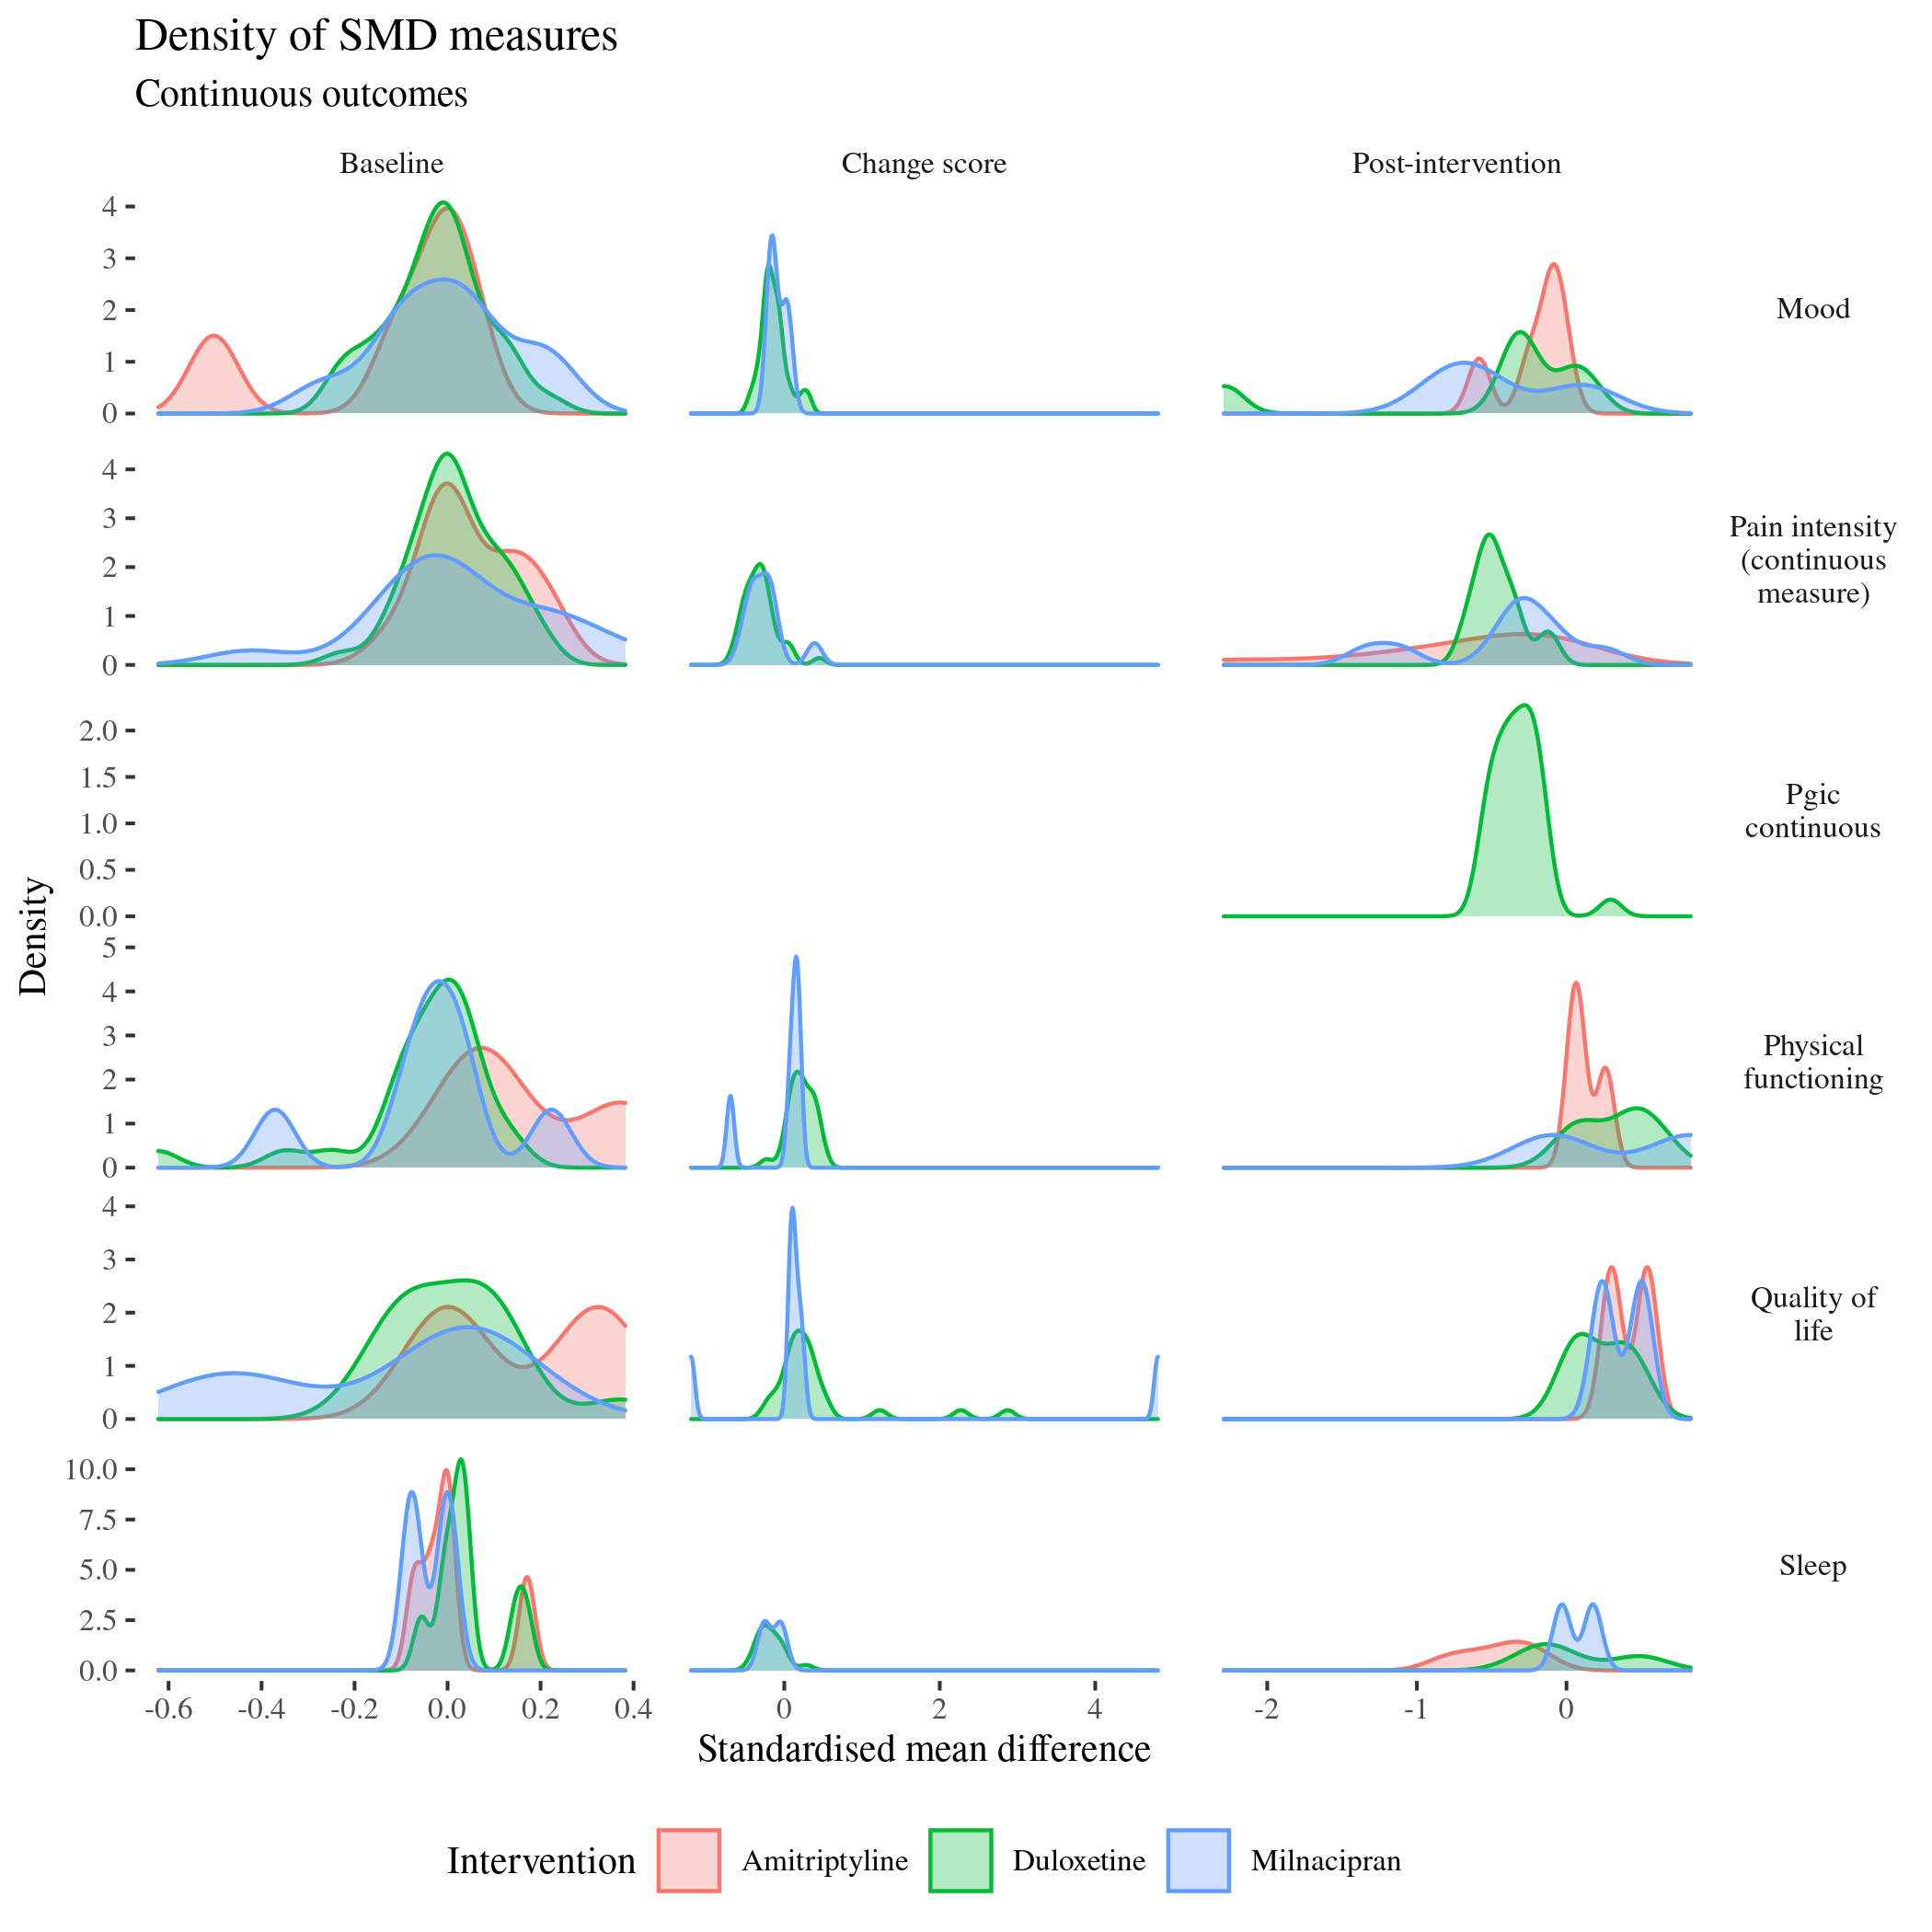 Density of SMD measures
Continuous outcomes
Baseline
Change score
Post-intervention
4
3
2
1
0
Mood
4
3
2
1
0
Pain intensity
(continuous
measure)
2.0
1.5
1.0
0.5
0.0
Pgic
continuous
Density
5
4
3
2
1
0
Physical
functioning
4
3
2
1
0
Quality of
life
10.0
7.5
5.0
2.5
0.0
Sleep
-0.6 -0.4 -0.2 0.0 0.2 0.4
0 2 4
-2 -1 0
Standardised mean difference
Intervention Amitriptyline Duloxetine Milnacipran